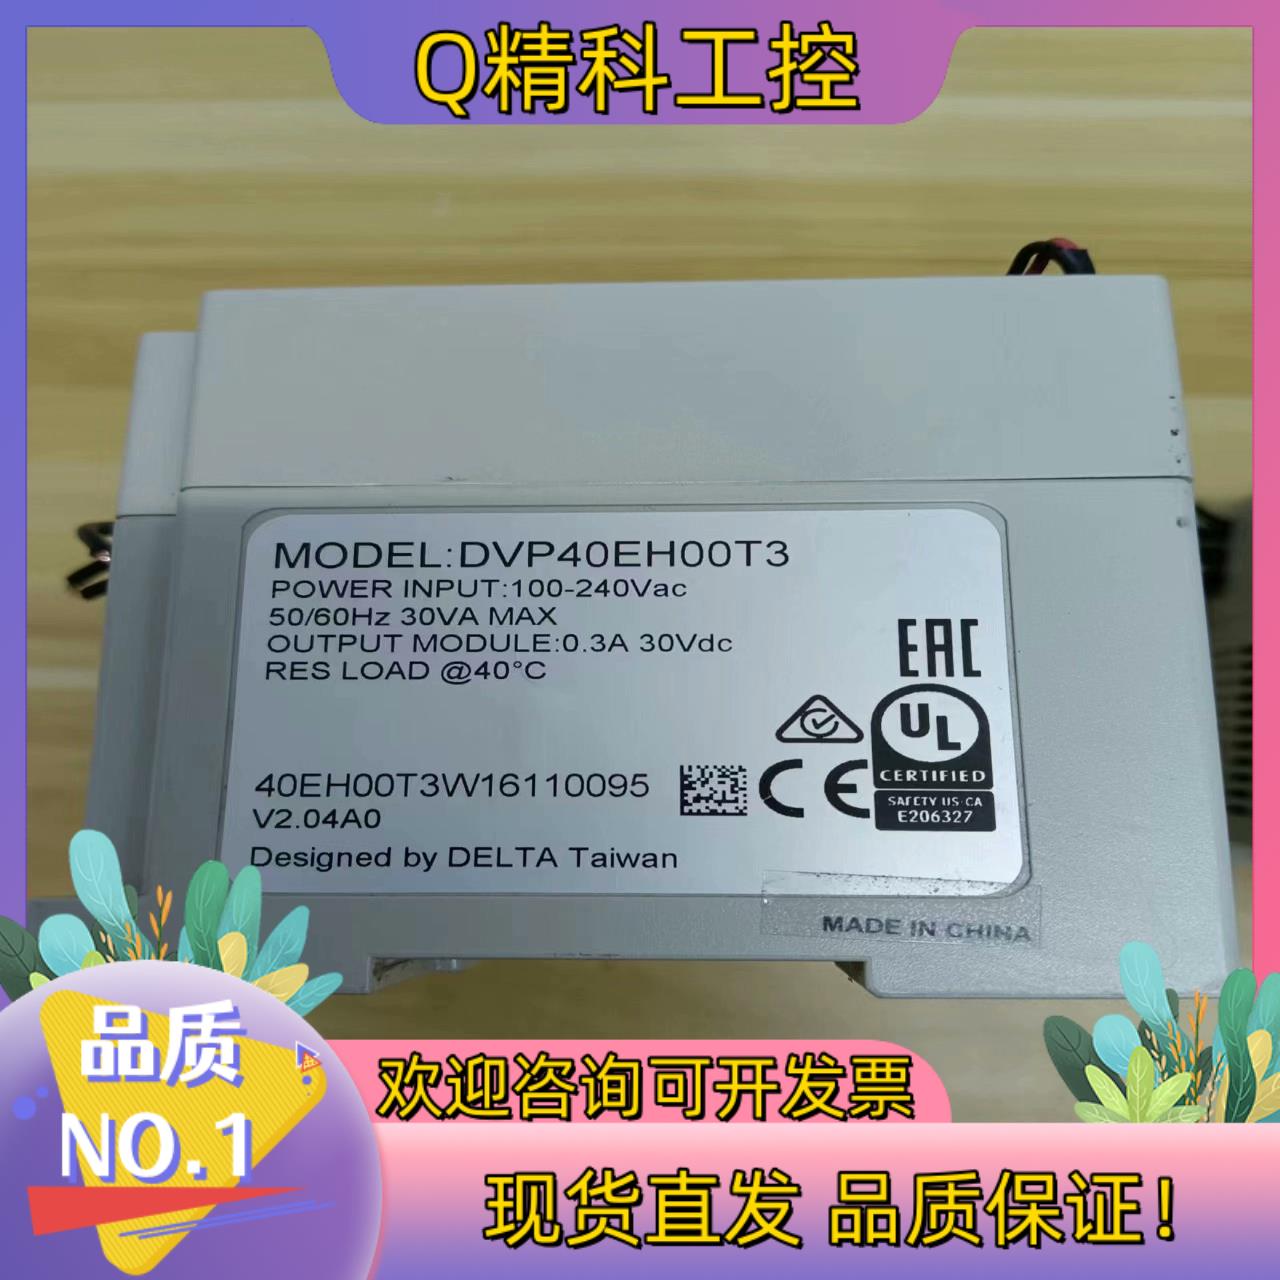 Q精科工控
MODEL:DVP40EH00T3
POWER INPUT:100-240Vac
50/60Hz 30VA MAX
OUTPUT MODULE:0.3A 30Vdc
RES LOAD @40°C
EAC
UL
CERTIFIED
SAFETY US·CA
E206327
CE
40EH00T3W16110095
V2.04A0
Designed by DELTA Taiwan
MADE IN CHINA
品质
NO.1
欢迎咨询可开发票
现货直发 品质保证!